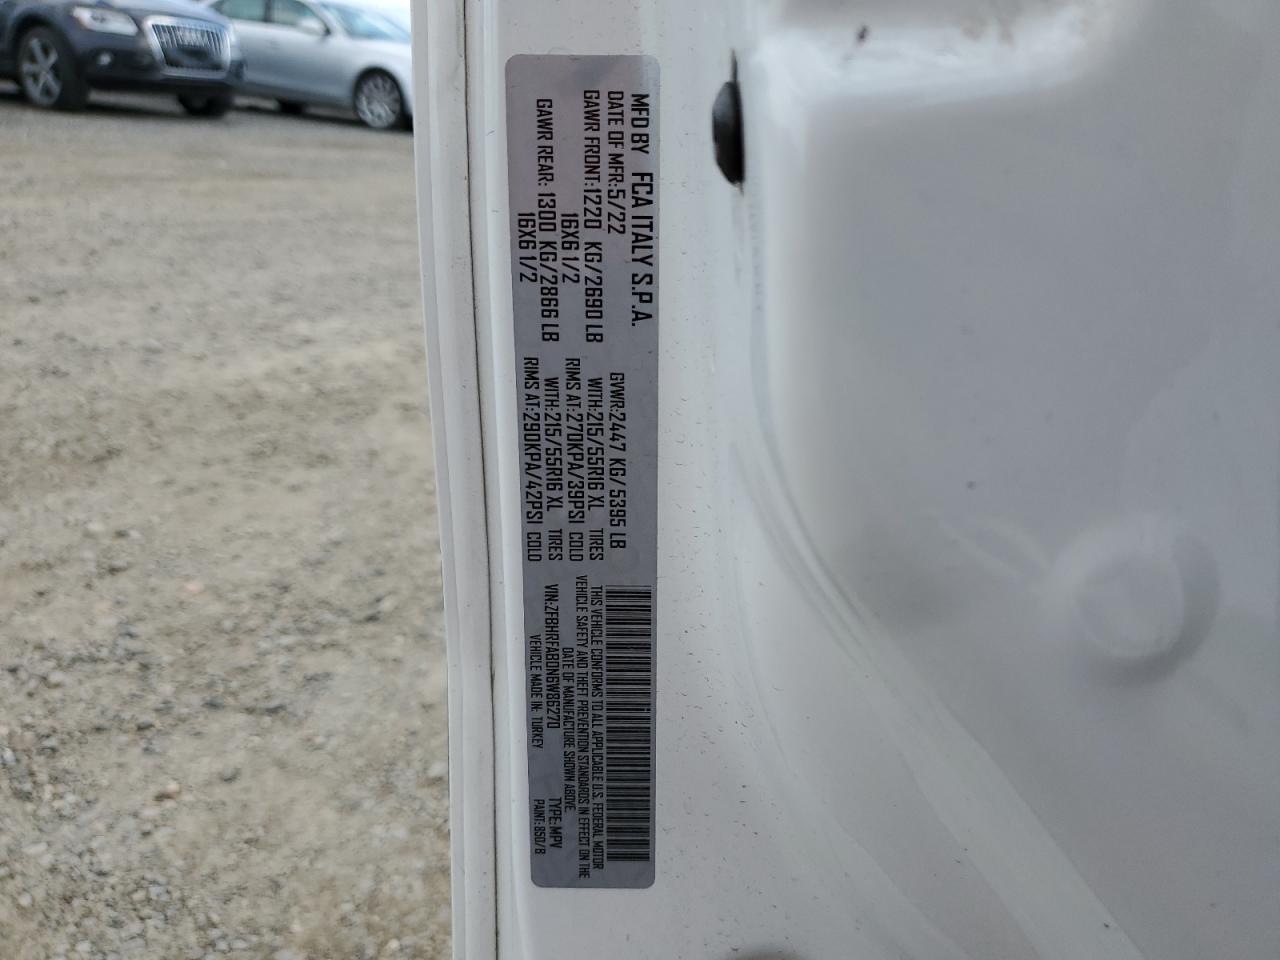 MFD BY FCA ITALY S.P.A.
DATE OF MFR:5/22 GVWR:2447 KG/ 5395 LB
GAWR FRONT:1220 KG/2690 LB WITH:215/55R16 XL TIRES
16X6 1/2 RIMS AT:270KPA/39PSI COLD
GAWR REAR: 1300 KG/2866 LB WITH:215/55R16 XL TIRES
16X6 1/2 RIMS AT:290KPA/42PSI COLD
THIS VEHICLE CONFORMS TO ALL APPLICABLE U.S. FEDERAL MOTOR
VEHICLE SAFETY AND THEFT PREVENTION STANDARDS IN EFFECT ON THE
DATE OF MANUFACTURE SHOWN ABOVE.
VIN:ZFBHRFAB0N6W86270 TYPE:MPV
VEHICLE MADE IN: TURKEY PAINT: 850/B